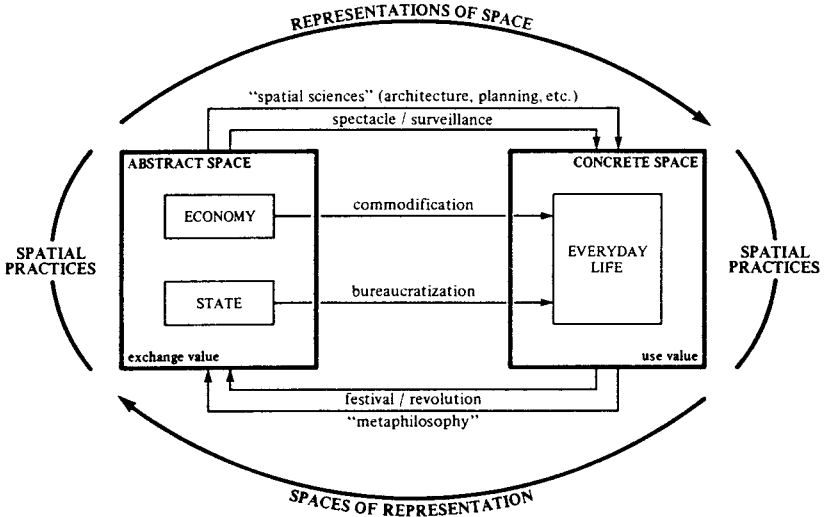 REPRESENTATIONS OF SPACE
"spatial sciences" (architecture, planning, etc.)
spectacle / surveillance
ABSTRACT SPACE
CONCRETE SPACE
ECONOMY
commodification
EVERYDAY
LIFE
SPATIAL
PRACTICES
SPATIAL
PRACTICES
STATE
bureaucratization
exchange value
use value
festival / revolution
"metaphilosophy"
SPACES OF REPRESENTATION